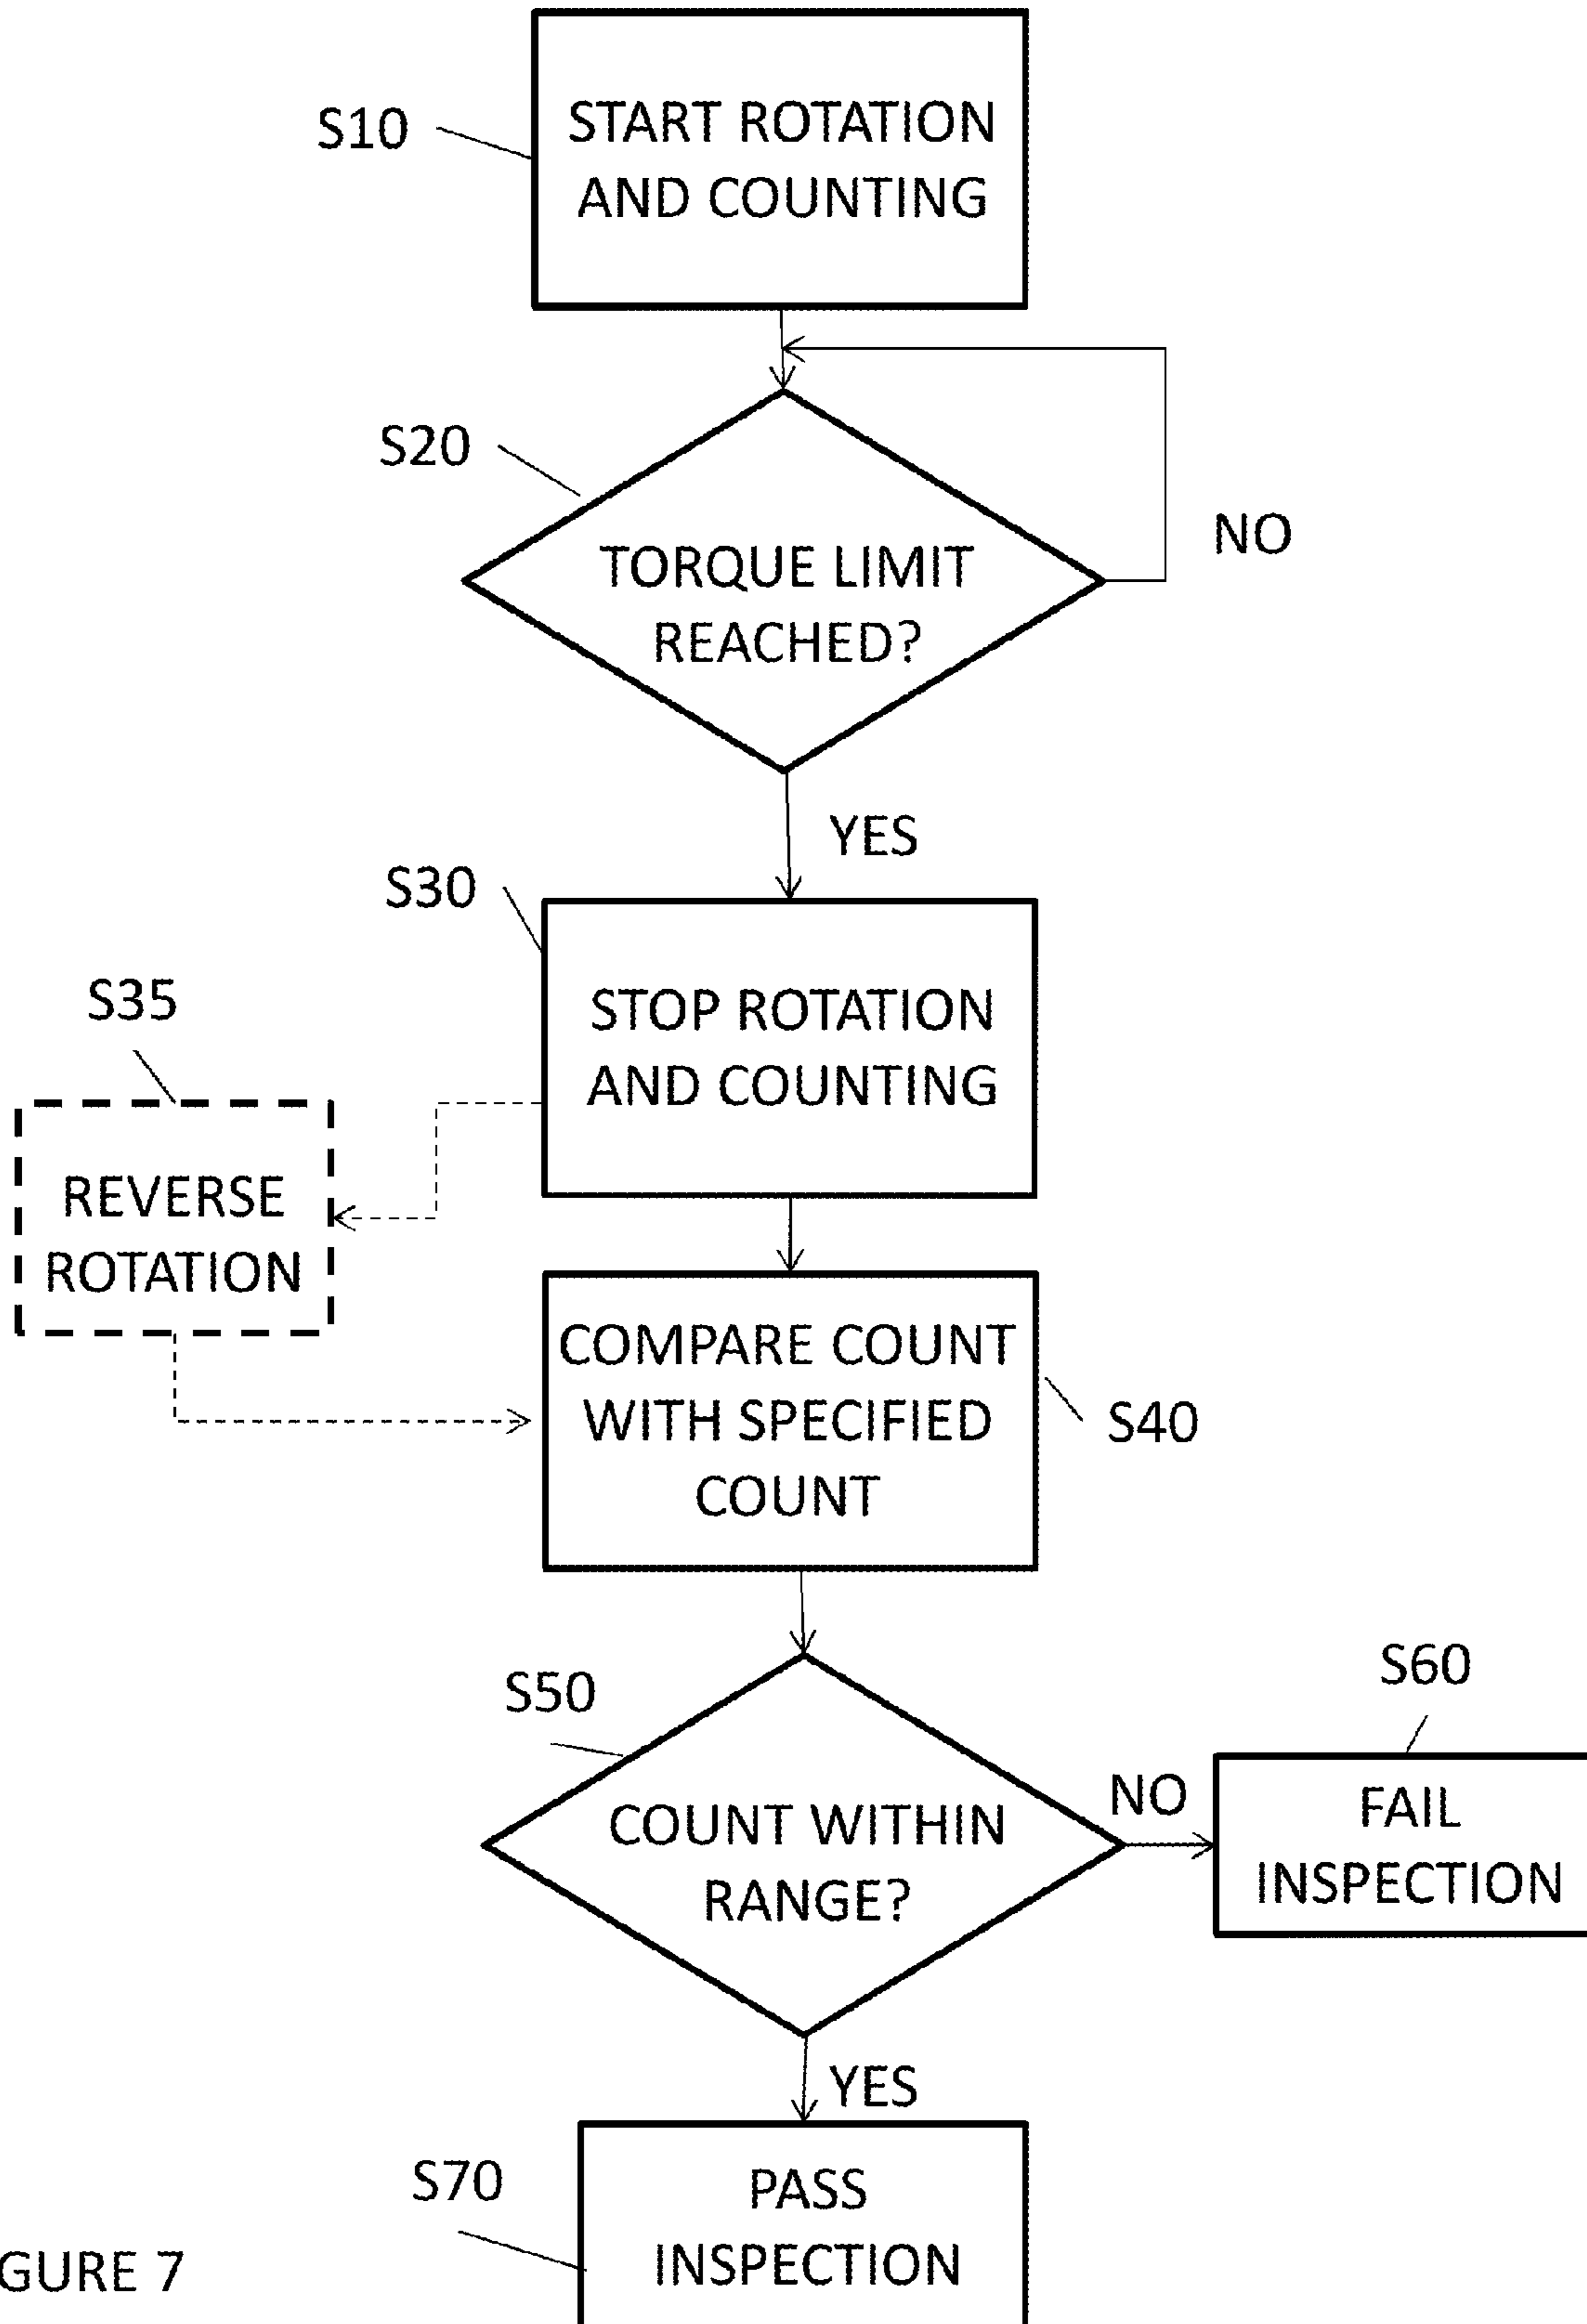 S10
START ROTATION
AND COUNTING
S20
TORQUE LIMIT
REACHED?
NO
YES
S30
STOP ROTATION
AND COUNTING
S35
REVERSE
ROTATION
COMPARE COUNT
WITH SPECIFIED
COUNT
S40
S50
COUNT WITHIN
RANGE?
NO
S60
FAIL
INSPECTION
YES
S70
PASS
INSPECTION
GURE 7